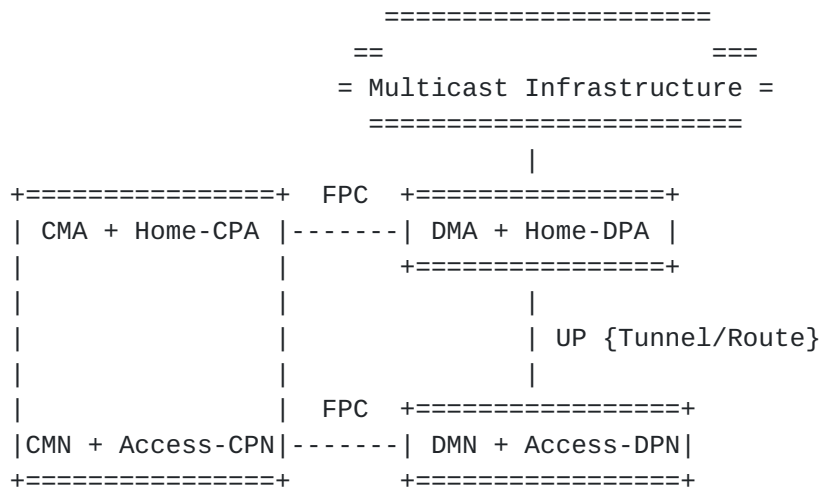 =====================
==                     ===
= Multicast Infrastructure =
========================
|
+================+  FPC  +================+
| CMA + Home-CPA |-------| DMA + Home-DPA |
|                |       +================+
|                |               |
|                |               | UP {Tunnel/Route}
|                |               |
|                |  FPC  +=================+
|CMN + Access-CPN|-------| DMN + Access-DPN|
+================+       +=================+